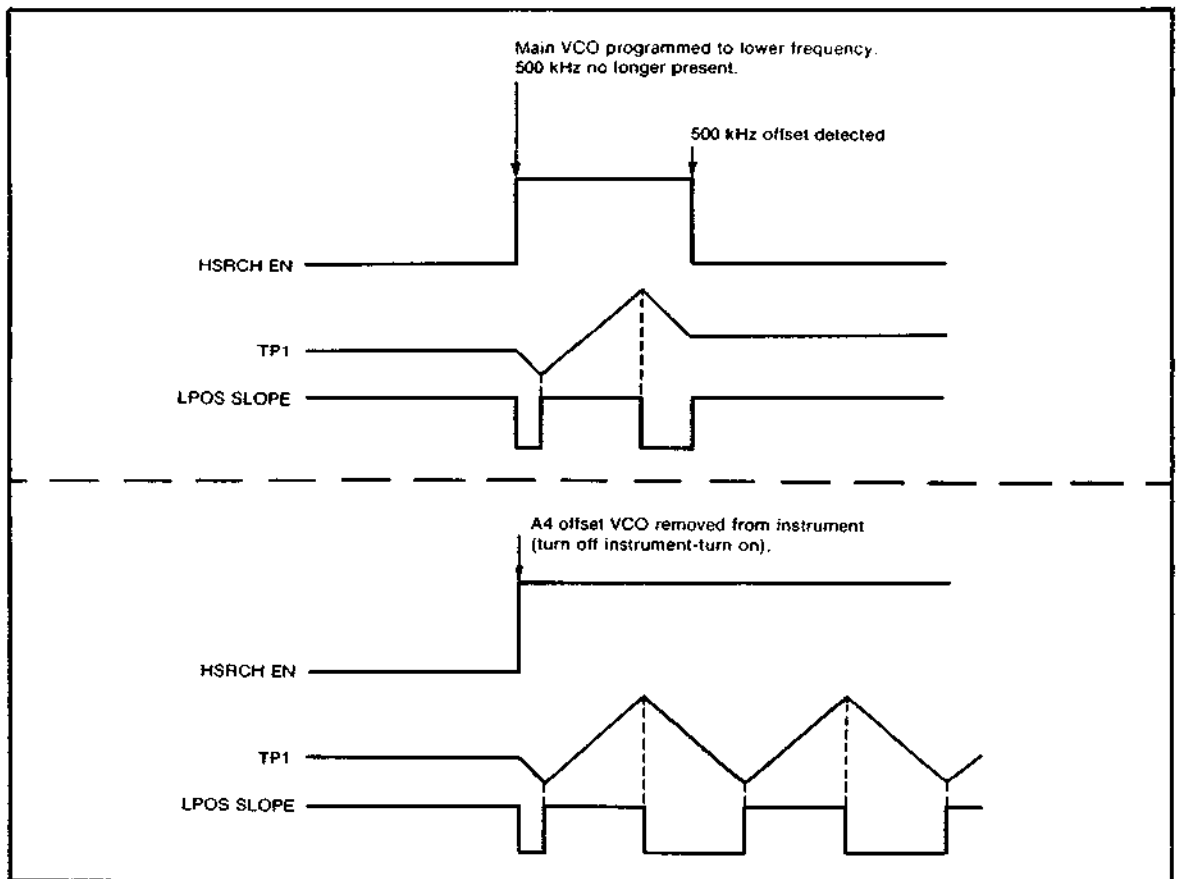 Main VCO programmed to lower frequency.
500 kHz no longer present.
500 kHz offset detected
HSRCH EN
TP1
LPOS SLOPE
A4 offset VCO removed from instrument
(turn off instrument-turn on).
HSRCH EN
TP1
LPOS SLOPE